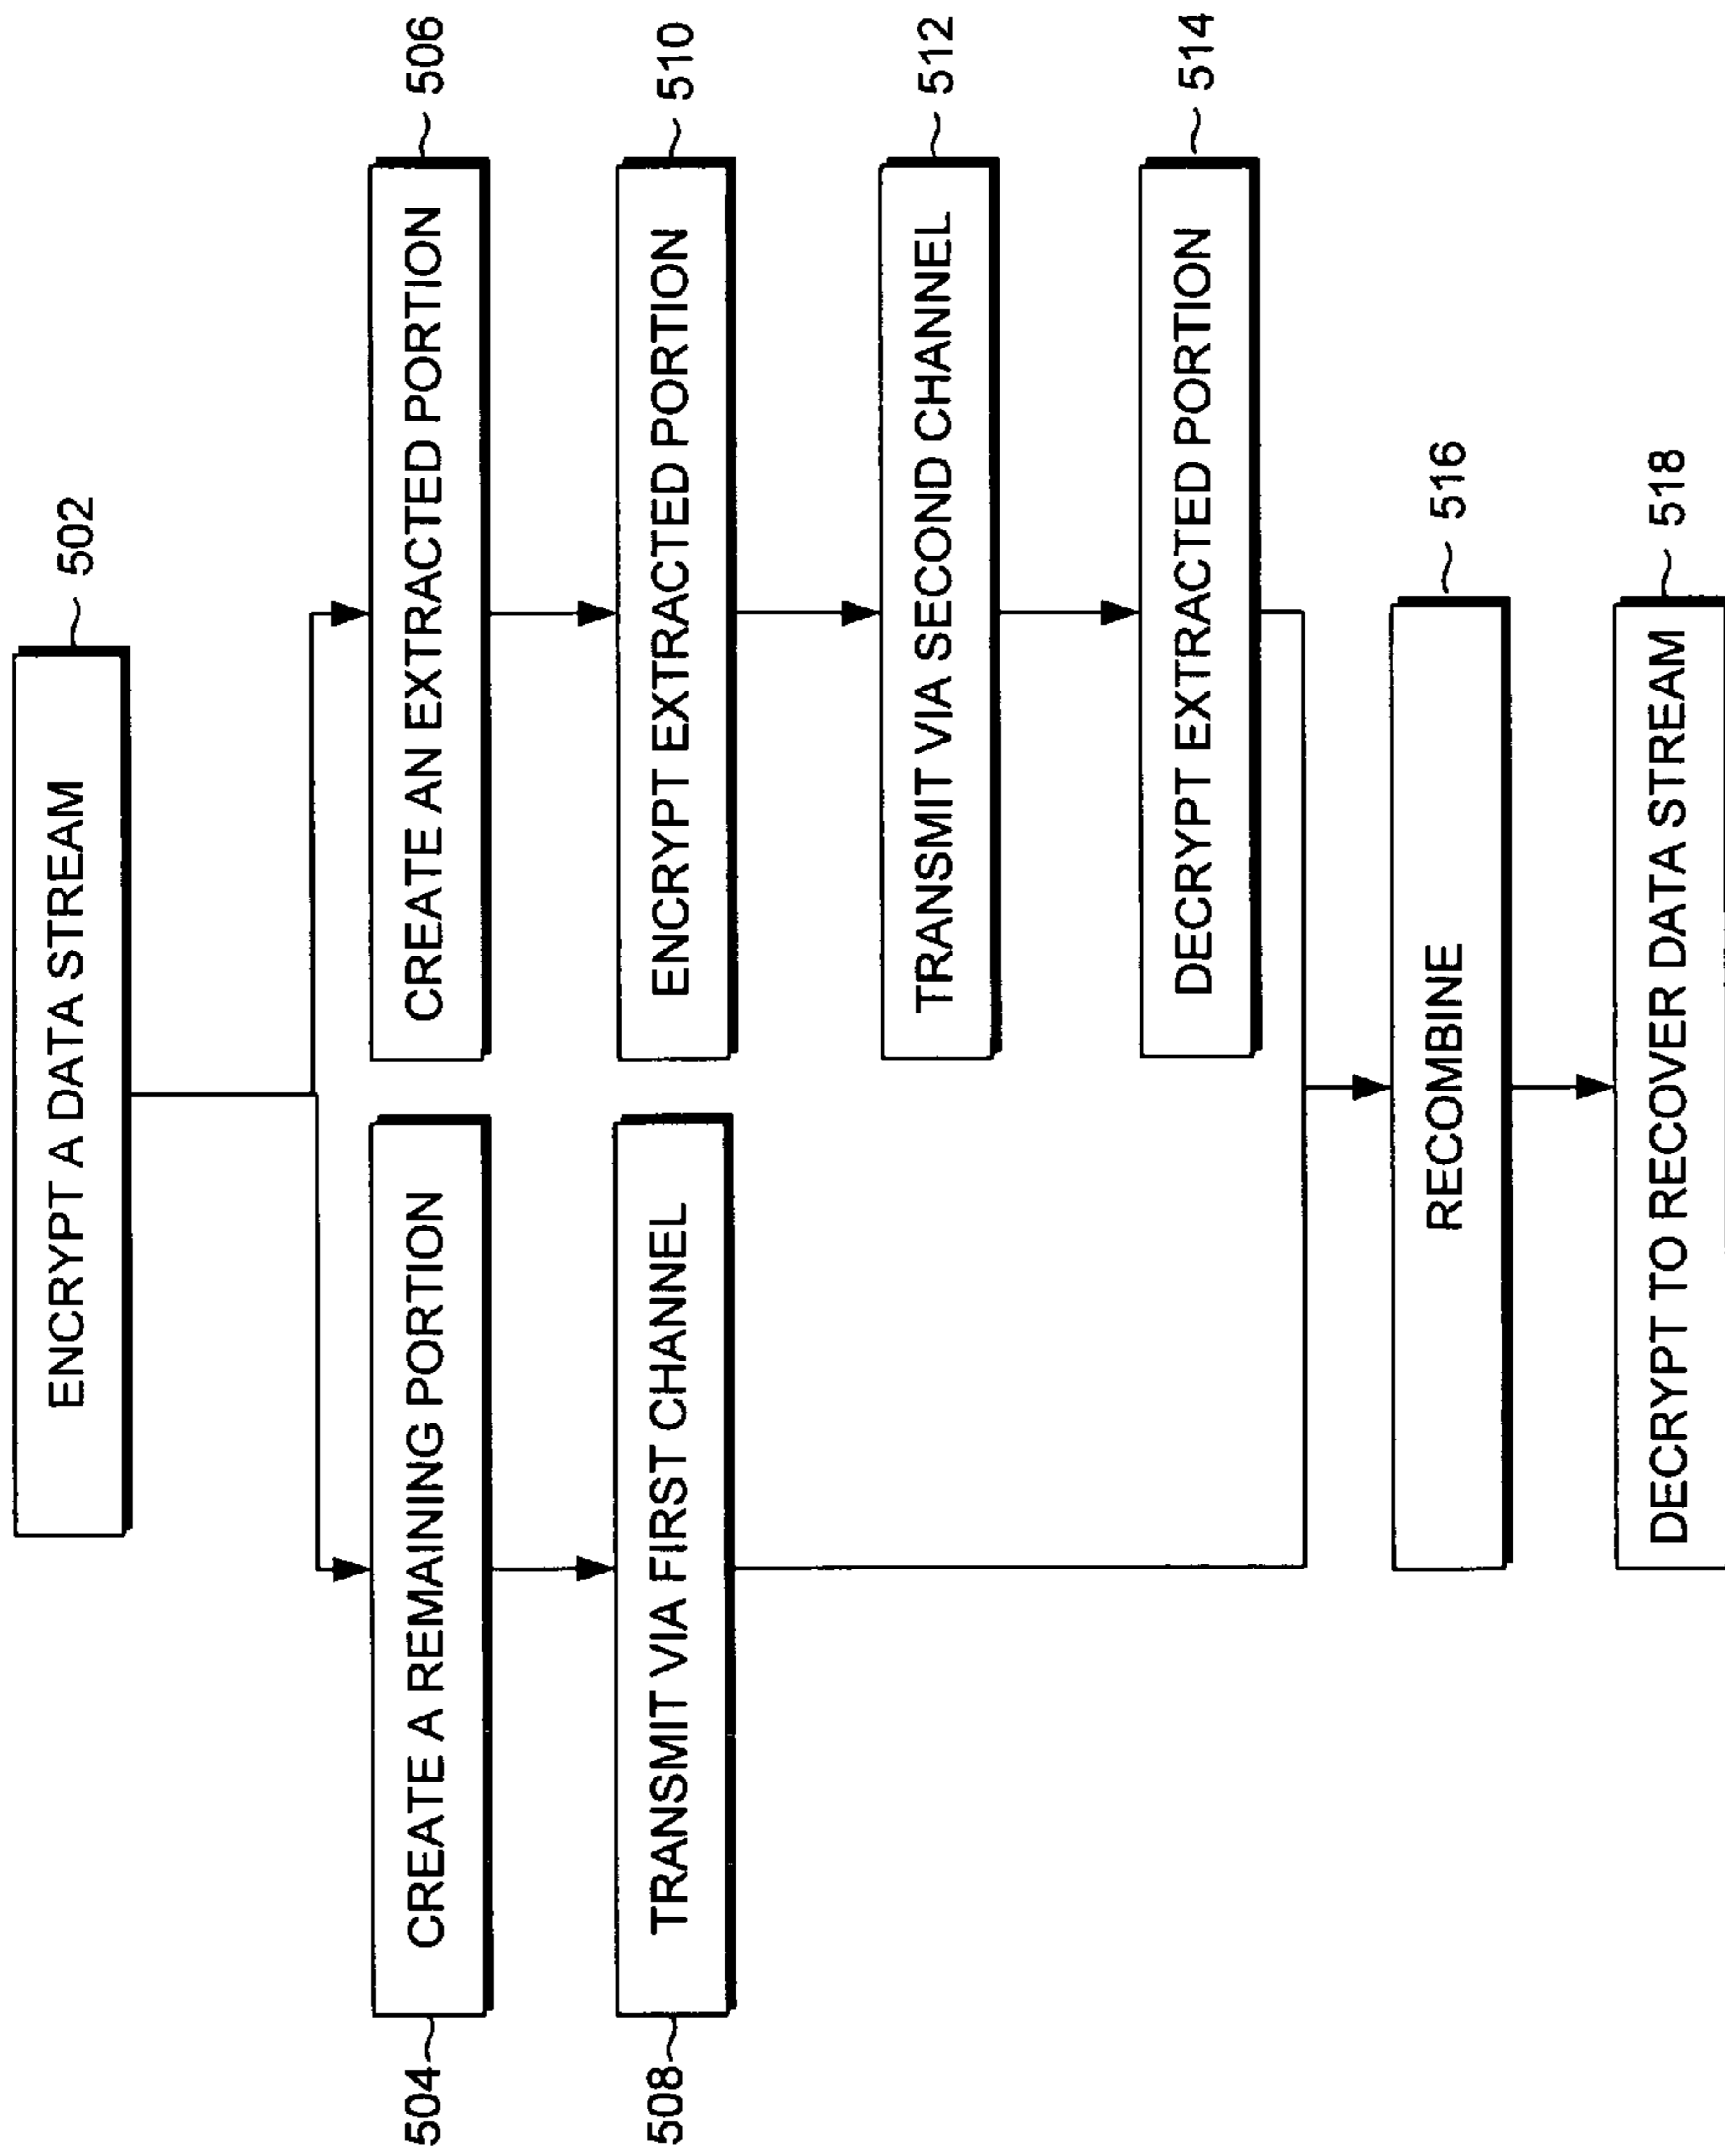 ENCRYPT A DATA STREAM
502
504
CREATE A REMAINING PORTION
CREATE AN EXTRACTED PORTION
506
508
TRANSMIT VIA FIRST CHANNEL
ENCRYPT EXTRACTED PORTION
510
TRANSMIT VIA SECOND CHANNEL
512
DECRYPT EXTRACTED PORTION
514
RECOMBINE
516
DECRYPT TO RECOVER DATA STREAM
518